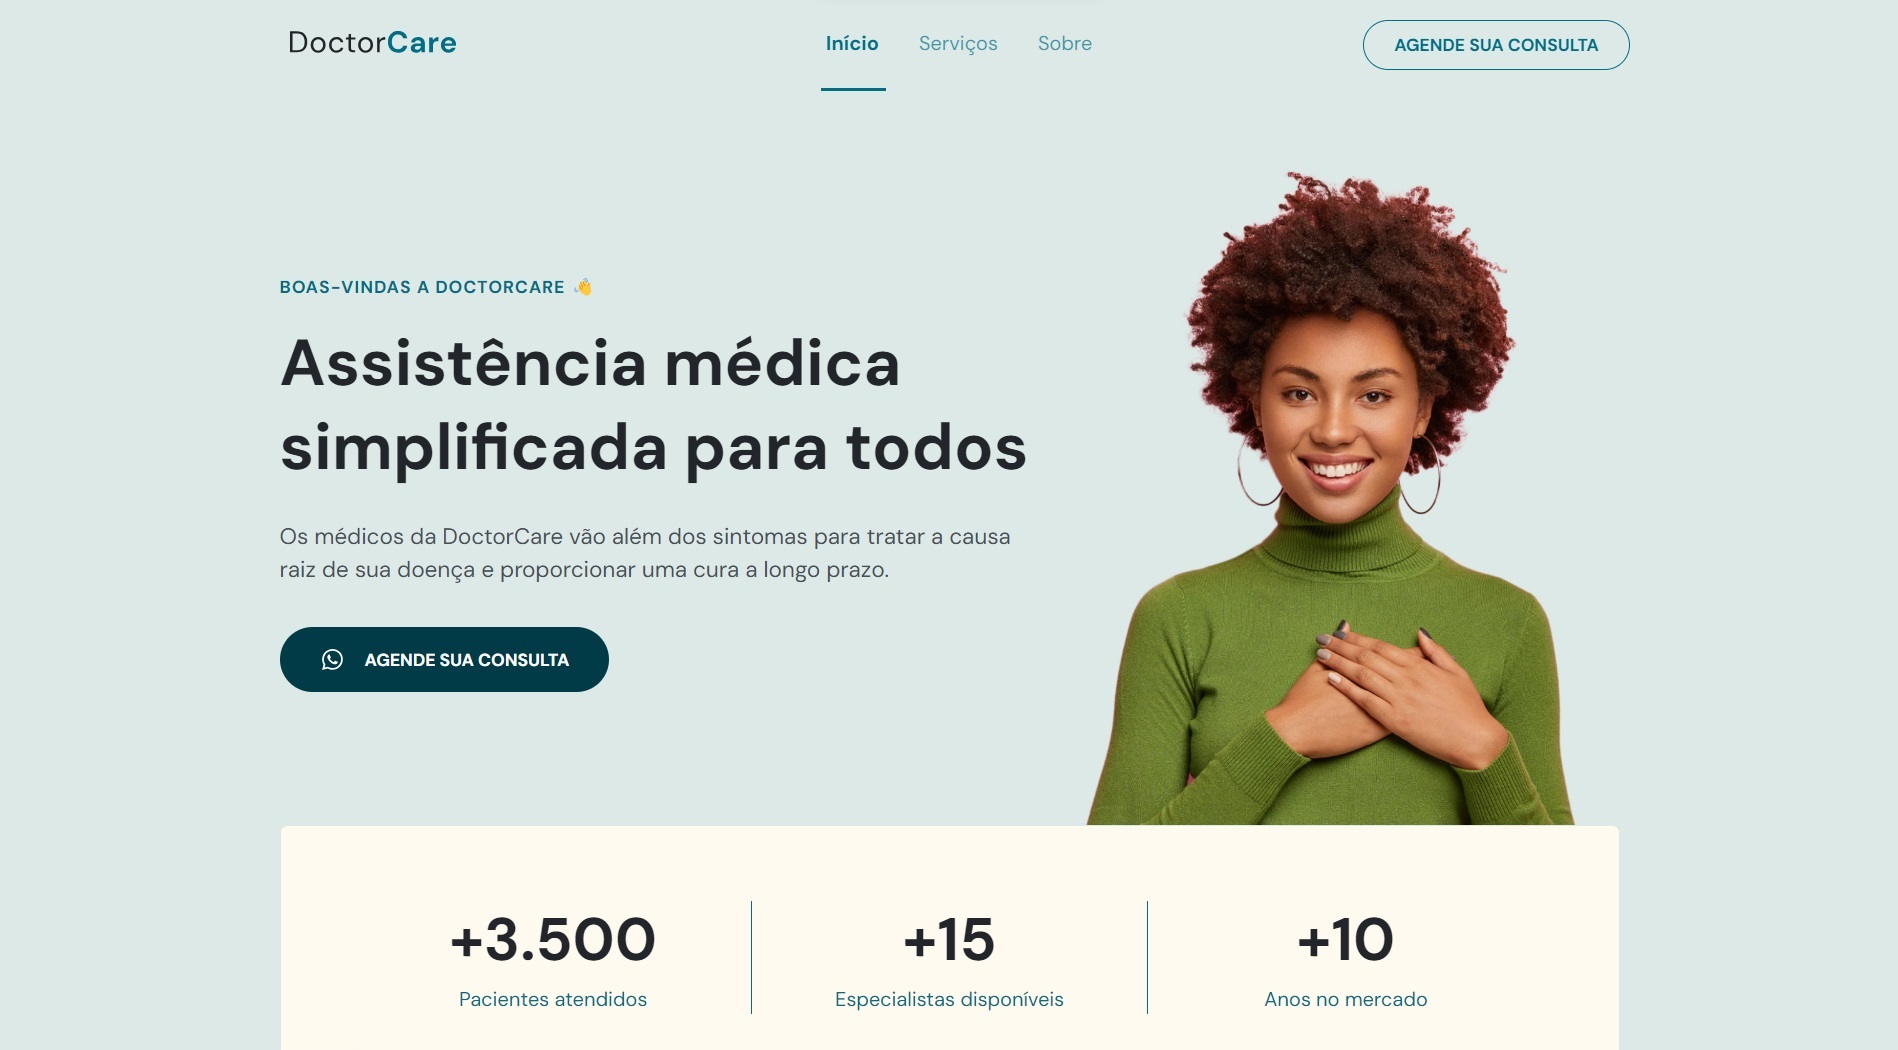 DoctorCare
Início
Serviços
Sobre
AGENDE SUA CONSULTA
BOAS-VINDAS A DOCTORCARE 👋
Assistência médica
simplificada para todos
Os médicos da DoctorCare vão além dos sintomas para tratar a causa
raiz de sua doença e proporcionar uma cura a longo prazo.
AGENDE SUA CONSULTA
+3.500
Pacientes atendidos
+15
Especialistas disponíveis
+10
Anos no mercado